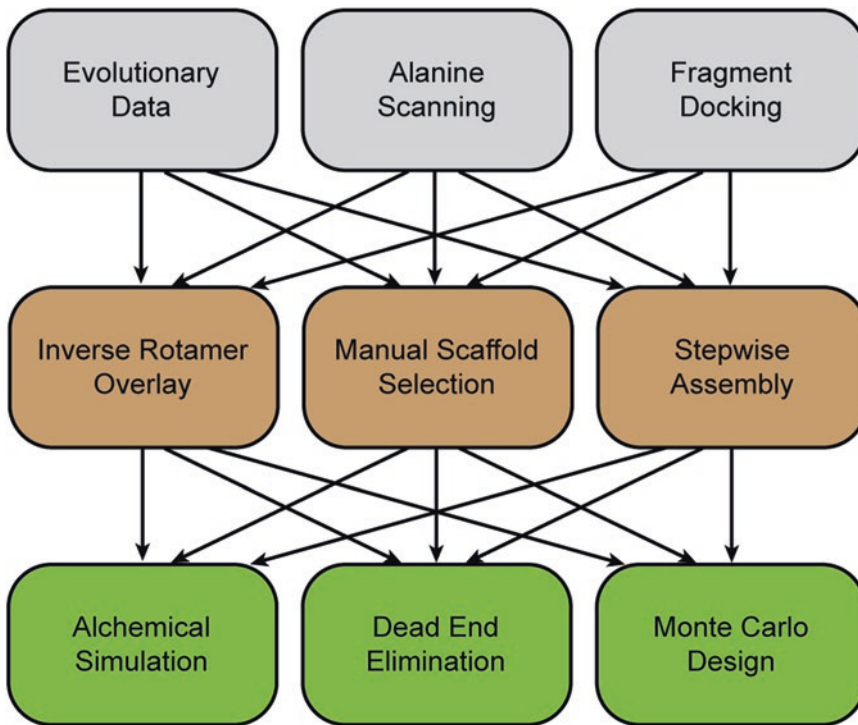 Evolutionary
Data
Alanine
Scanning
Fragment
Docking
Inverse Rotamer
Overlay
Manual Scaffold
Selection
Stepwise
Assembly
Alchemical
Simulation
Dead End
Elimination
Monte Carlo
Design